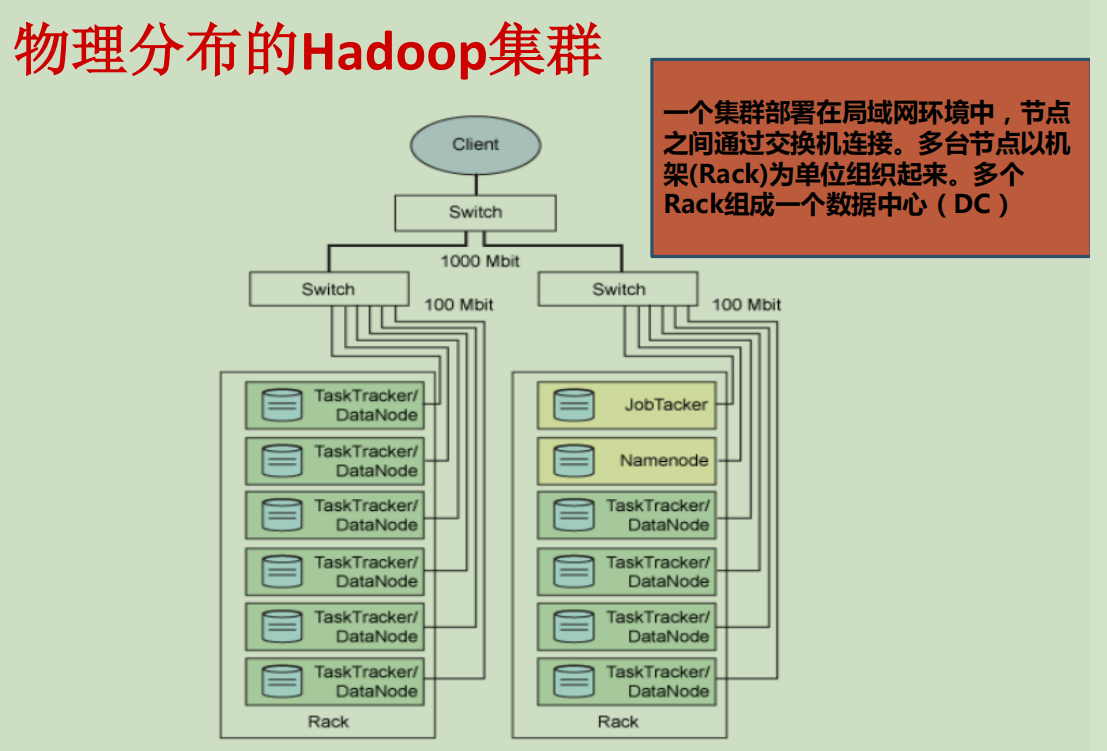 物理分布的Hadoop集群
一个集群部署在局域网环境中，节点
之间通过交换机连接。多台节点以机
架(Rack)为单位组织起来。多个
Rack组成一个数据中心（DC）
Client
Switch
1000 Mbit
Switch
100 Mbit
Switch
100 Mbit
TaskTracker/
DataNode
TaskTracker/
DataNode
TaskTracker/
DataNode
TaskTracker/
DataNode
TaskTracker/
DataNode
TaskTracker/
DataNode
Rack
JobTacker
Namenode
TaskTracker/
DataNode
TaskTracker/
DataNode
TaskTracker/
DataNode
TaskTracker/
DataNode
Rack